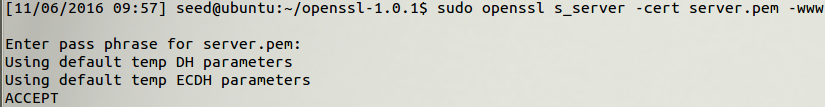 [11/06/2016 09:57] seed@ubuntu:~/openssl-1.0.1$ sudo openssl s_server -cert server.pem -www
Enter pass phrase for server.pem:
Using default temp DH parameters
Using default temp ECDH parameters
ACCEPT